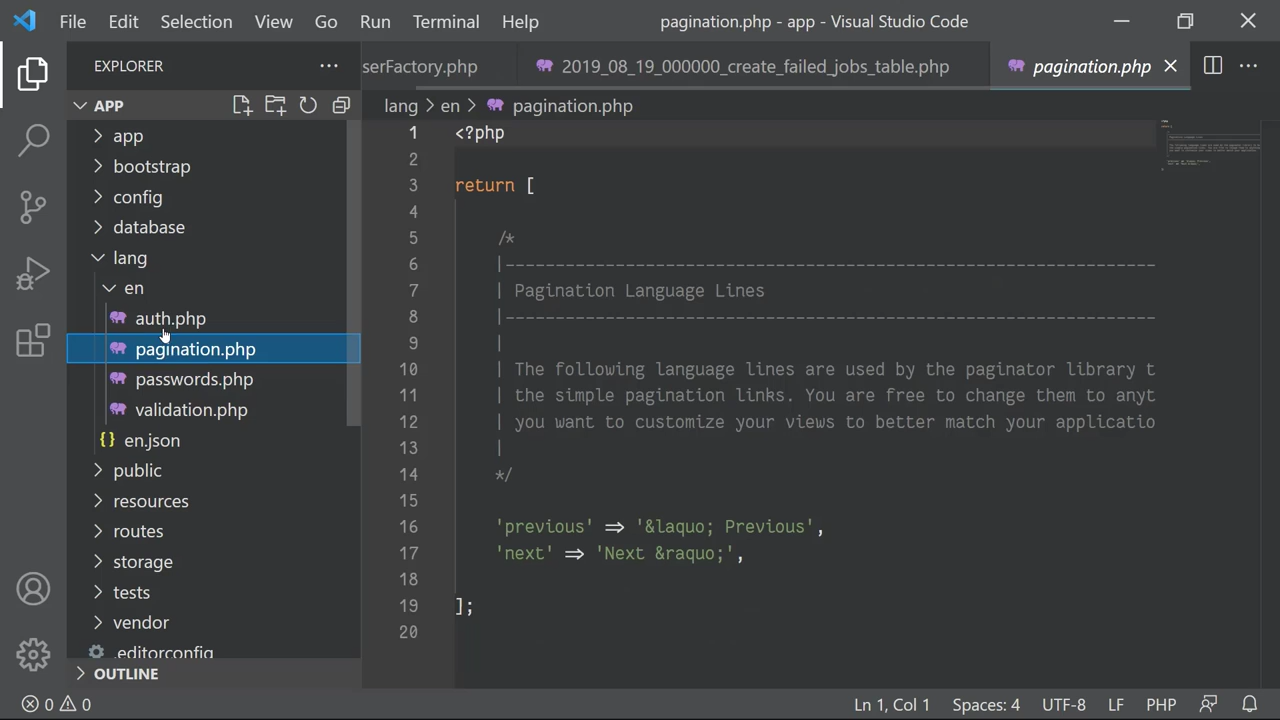 File Edit Selection View Go Run Terminal Help pagination.php - app - Visual Studio Code
EXPLORER
serFactory.php 2019_08_19_000000_create_failed_jobs_table.php pagination.php
APP
lang > en > pagination.php
app
bootstrap
config
database
lang
en
auth.php
pagination.php
passwords.php
validation.php
{} en.json
public
resources
routes
storage
tests
vendor
.editorconfig
OUTLINE
1 <?php
2
3 return [
4
5 /*
6 |--------------------------------------------------------------------------
7 | Pagination Language Lines
8 |--------------------------------------------------------------------------
9 |
10 | The following language lines are used by the paginator library t
11 | the simple pagination links. You are free to change them to anyt
12 | you want to customize your views to better match your applicatio
13 |
14 */
15
16 'previous' => '&laquo; Previous',
17 'next' => 'Next &raquo;',
18
19 ];
20
0 0 Ln 1, Col 1 Spaces: 4 UTF-8 LF PHP